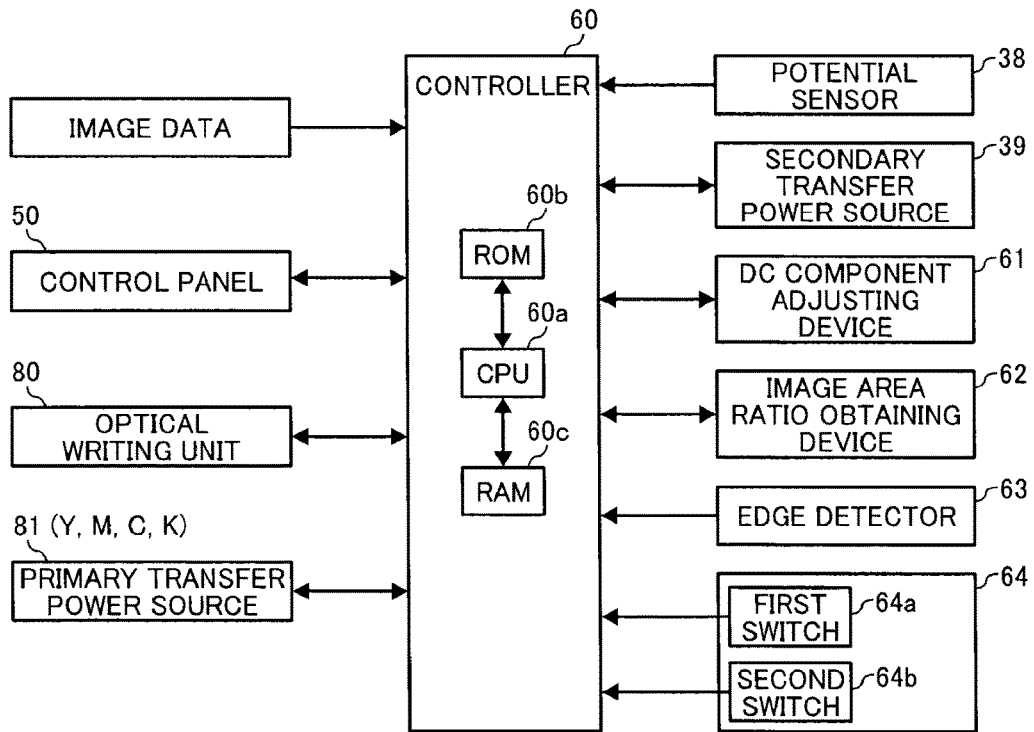 60
CONTROLLER
IMAGE DATA
50
CONTROL PANEL
80
OPTICAL
WRITING UNIT
81 (Y, M, C, K)
PRIMARY TRANSFER
POWER SOURCE
60b
ROM
60a
CPU
60c
RAM
38
POTENTIAL
SENSOR
39
SECONDARY
TRANSFER
POWER SOURCE
61
DC COMPONENT
ADJUSTING
DEVICE
62
IMAGE AREA
RATIO OBTAINING
DEVICE
63
EDGE DETECTOR
64
FIRST
SWITCH
64a
SECOND
SWITCH
64b